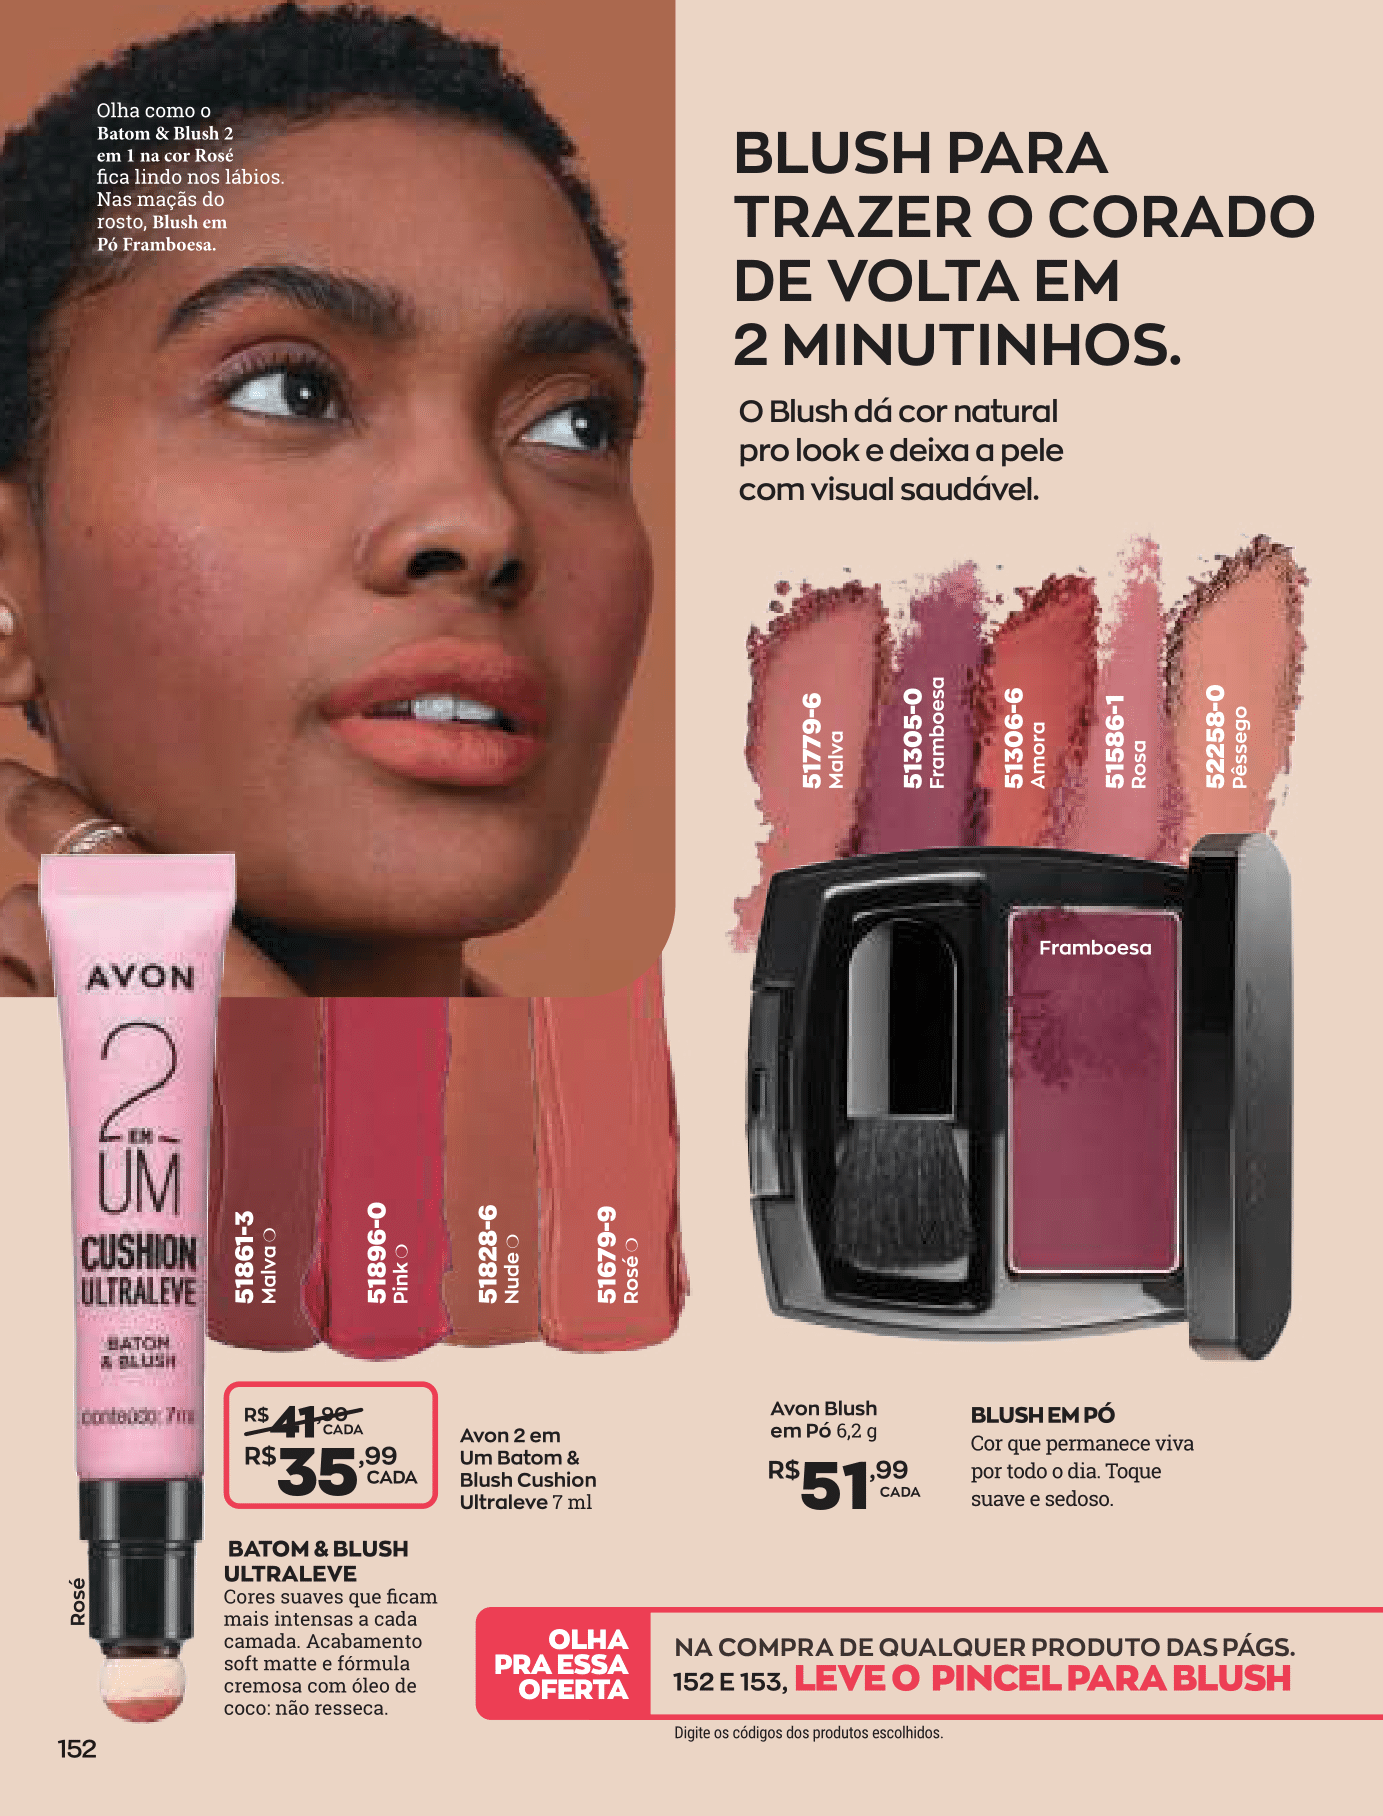 Olha como o
Batom & Blush 2
em 1 na cor Rosé
fica lindo nos lábios.
Nas maçãs do
rosto, Blush em
Pó Framboesa.
BLUSH PARA
TRAZER O CORADO
DE VOLTA EM
2 MINUTINHOS.
O Blush dá cor natural
pro look e deixa a pele
com visual saudável.
51779-6
Malva
51305-0
Framboesa
51306-6
Amora
51586-1
Rosa
52258-0
Pêssego
Framboesa
AVON
2
EM
UM
CUSHION
ULTRALEVE
BATOM
& BLUSH
conteúdo: 7ml
51861-3
Malva
51896-0
Pink
51828-6
Nude
51679-9
Rosé
Rosé
R$ 41,90
CADA
R$ 35,99
CADA
Avon 2 em
Um Batom &
Blush Cushion
Ultraleve 7 ml
BATOM & BLUSH
ULTRALEVE
Cores suaves que ficam
mais intensas a cada
camada. Acabamento
soft matte e fórmula
cremosa com óleo de
coco: não resseca.
Avon Blush
em Pó 6,2 g
R$ 51,99
CADA
BLUSH EM PÓ
Cor que permanece viva
por todo o dia. Toque
suave e sedoso.
OLHA
PRA ESSA
OFERTA
NA COMPRA DE QUALQUER PRODUTO DAS PÁGS.
152 E 153, LEVE O PINCEL PARA BLUSH
Digite os códigos dos produtos escolhidos.
152